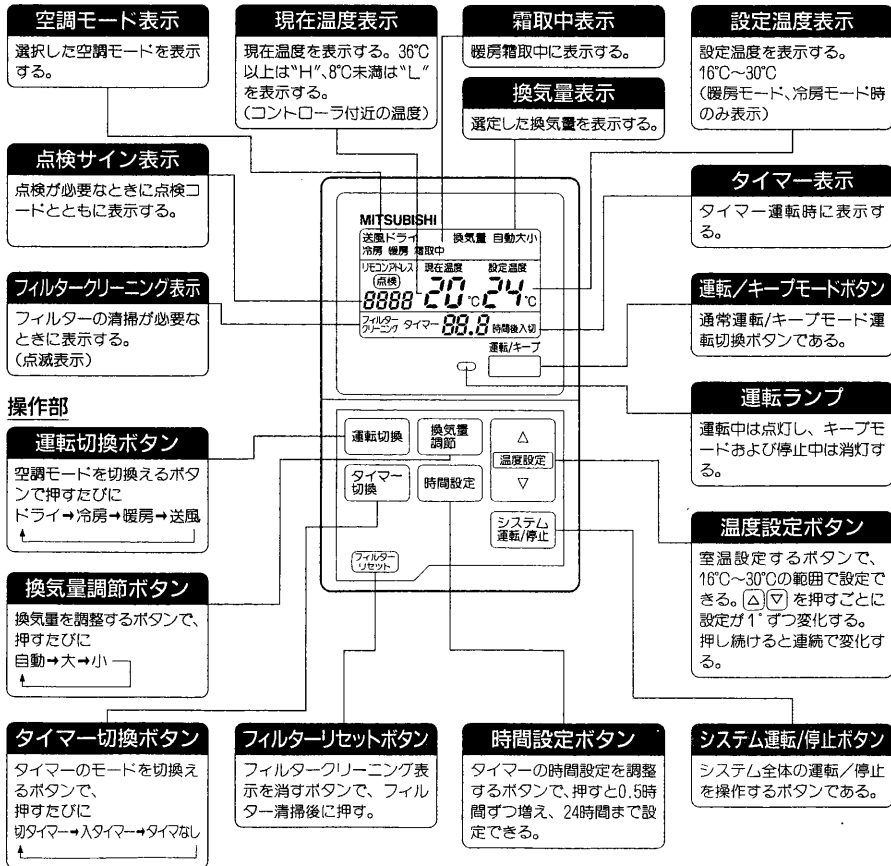 空調モード表示
選択した空調モードを表示
する。
現在温度表示
現在温度を表示する。36℃
以上は“H”、8℃未満は“L”
を表示する。
(コントローラ付近の温度)
霜取中表示
暖房霜取中に表示する。
換気量表示
選定した換気量を表示する。
設定温度表示
設定温度を表示する。
16℃～30℃
(暖房モード、冷房モード時
のみ表示)
点検サイン表示
点検が必要なときに点検コ
ードとともに表示する。
タイマー表示
タイマー運転時に表示す
る。
フィルタークリーニング表示
フィルターの清掃が必要な
ときに表示する。
(点滅表示)
運転/キープモードボタン
通常運転/キープモード運
転切換ボタンである。
運転ランプ
運転中は点灯し、キープモ
ードおよび停止中は消灯す
る。
MITSUBISHI
送風 ドライ 換気量 自動大小
冷房 暖房 霜取中
リモコンアドレス 現在温度 設定温度
点検
8888 20℃ 24℃
フィルター
クリーニング タイマー 88.8 時間後入切
運転/キープ
運転切換
換気量
調節
△
温度設定
▽
タイマー
切換
時間設定
システム
運転/停止
フィルター
リセット
操作部
運転切換ボタン
空調モードを切換えるボタ
ンで押すたびに
ドライ→冷房→暖房→送風
換気量調節ボタン
換気量を調整するボタンで、
押すたびに
自動→大→小
温度設定ボタン
室温設定するボタンで、
16℃～30℃の範囲で設定で
きる。△▽を押すごとに
設定が1°ずつ変化する。
押し続けると連続で変化す
る。
タイマー切換ボタン
タイマーのモードを切換え
るボタンで、
押すたびに
切タイマー→入タイマー→タイマなし
フィルターリセットボタン
フィルタークリーニング表
示を消すボタンで、フィル
ター清掃後に押す。
時間設定ボタン
タイマーの時間設定を調整
するボタンで、押すと0.5時
間ずつ増え、24時間まで設
定できる。
システム運転/停止ボタン
システム全体の運転/停止
を操作するボタンである。